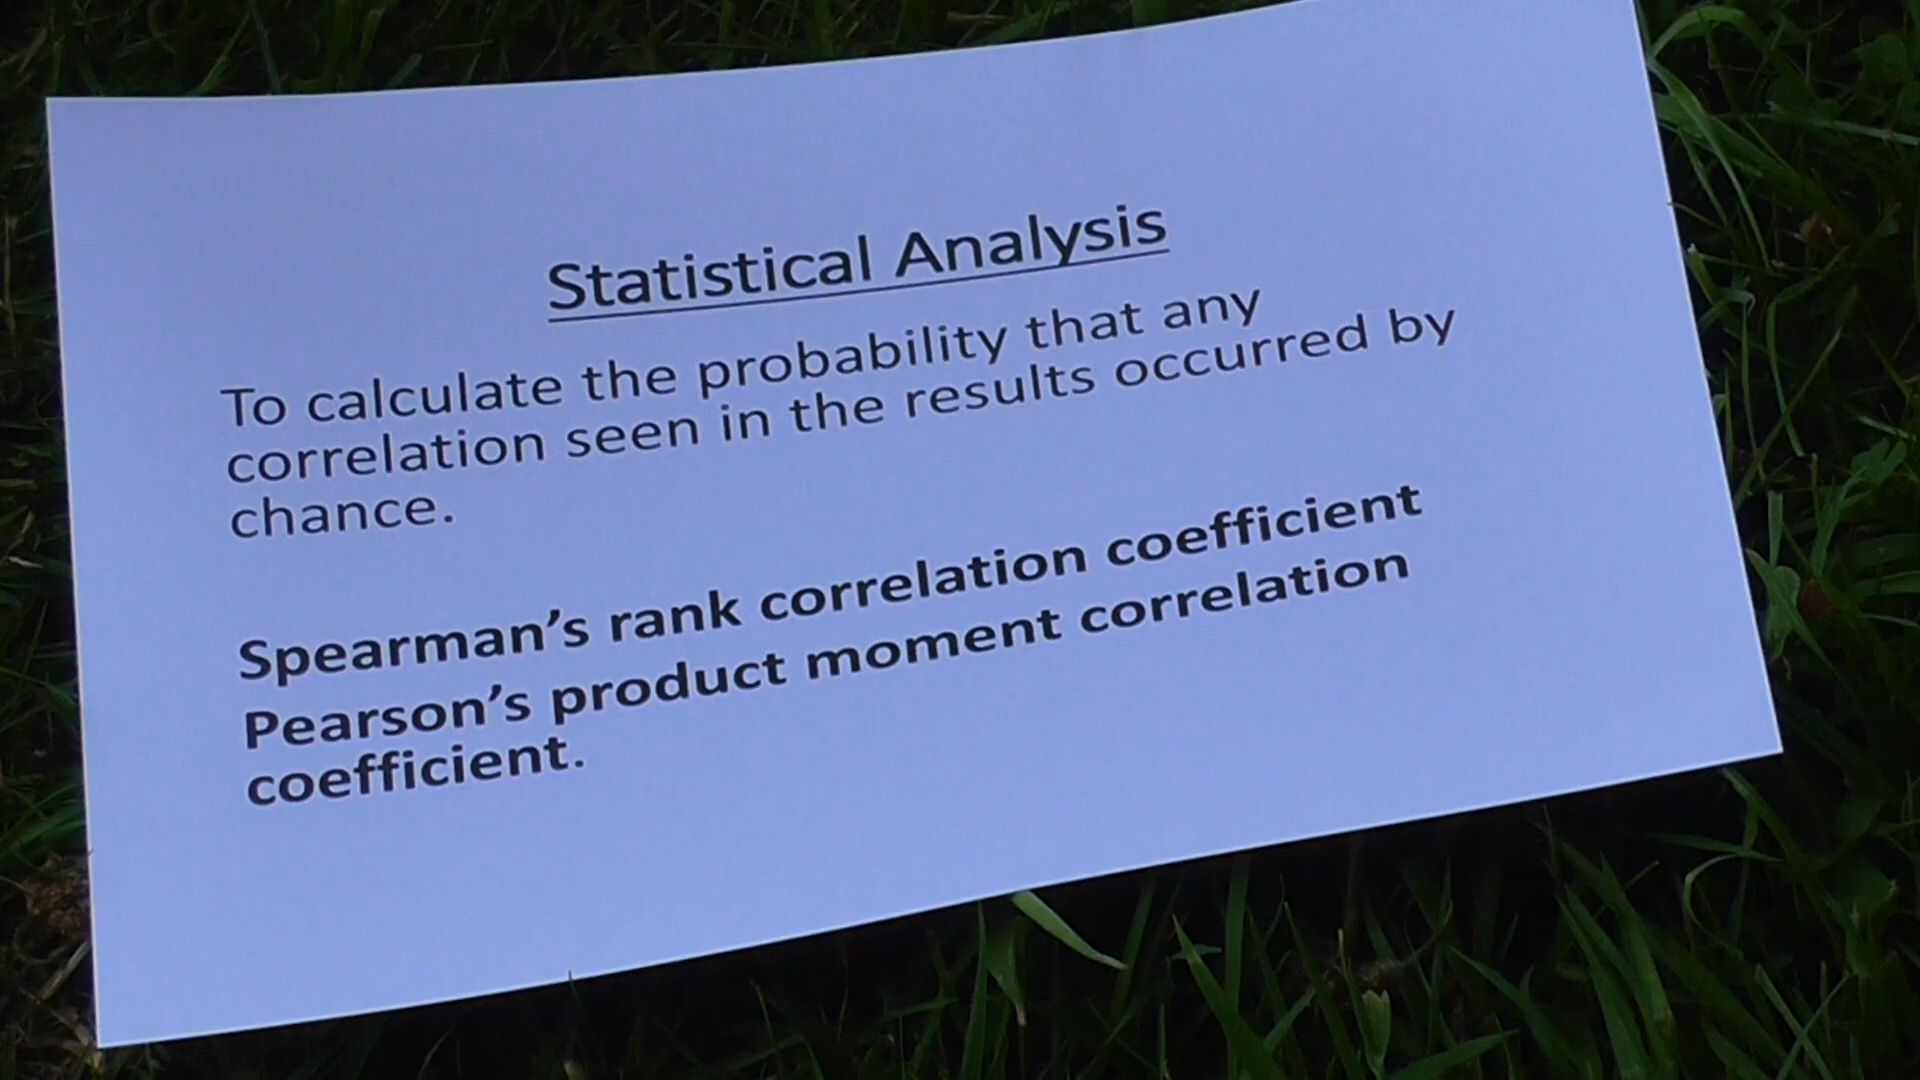 Statistical Analysis
To calculate the probability that any
correlation seen in the results occurred by
chance.
Spearman’s rank correlation coefficient
Pearson’s product moment correlation
coefficient.